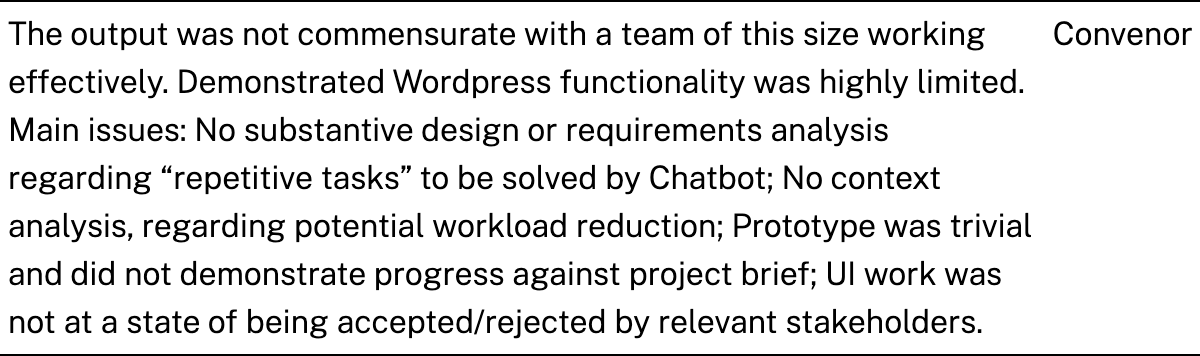 The output was not commensurate with a team of this size working Convenor
effectively. Demonstrated Wordpress functionality was highly limited.
Main issues: No substantive design or requirements analysis
regarding “repetitive tasks” to be solved by Chatbot; No context
analysis, regarding potential workload reduction; Prototype was trivial
and did not demonstrate progress against project brief; UI work was
not at a state of being accepted/rejected by relevant stakeholders.